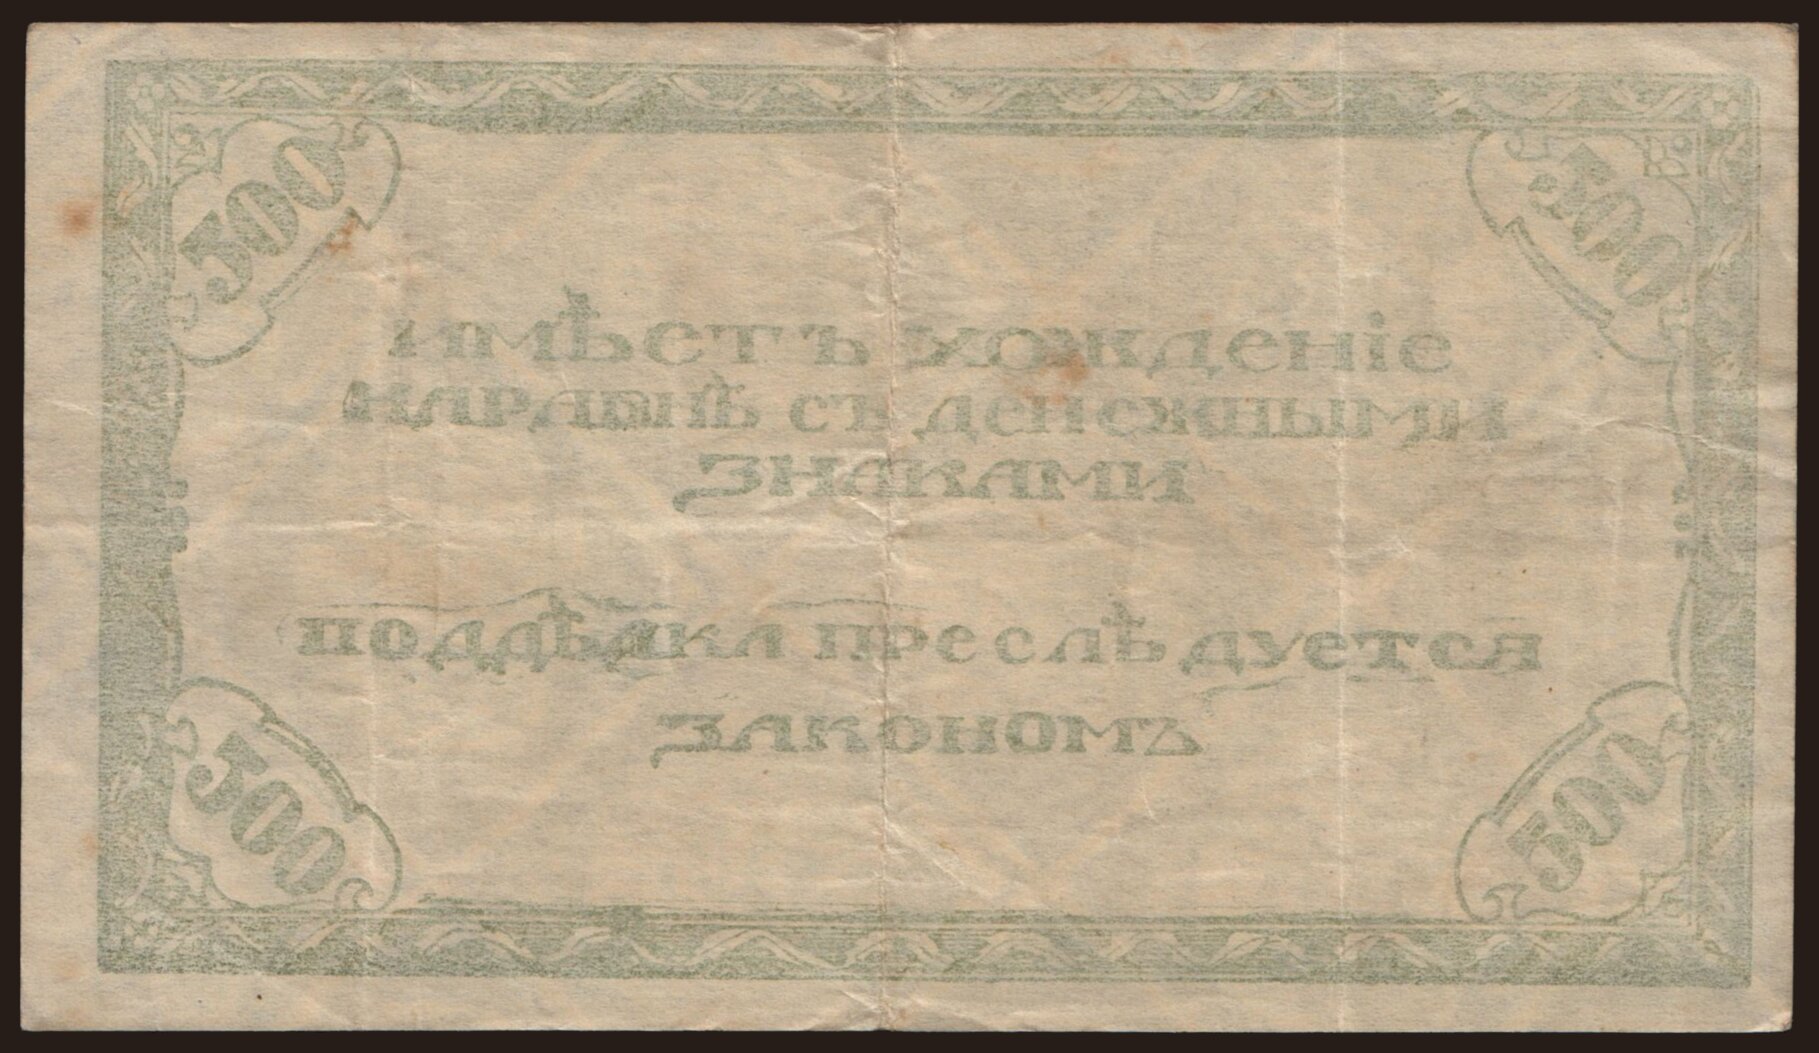 500 500
имѣетъ хожденіе
наравнѣ съ денежными
знаками
поддѣлка преслѣдуется
закономъ
500 500